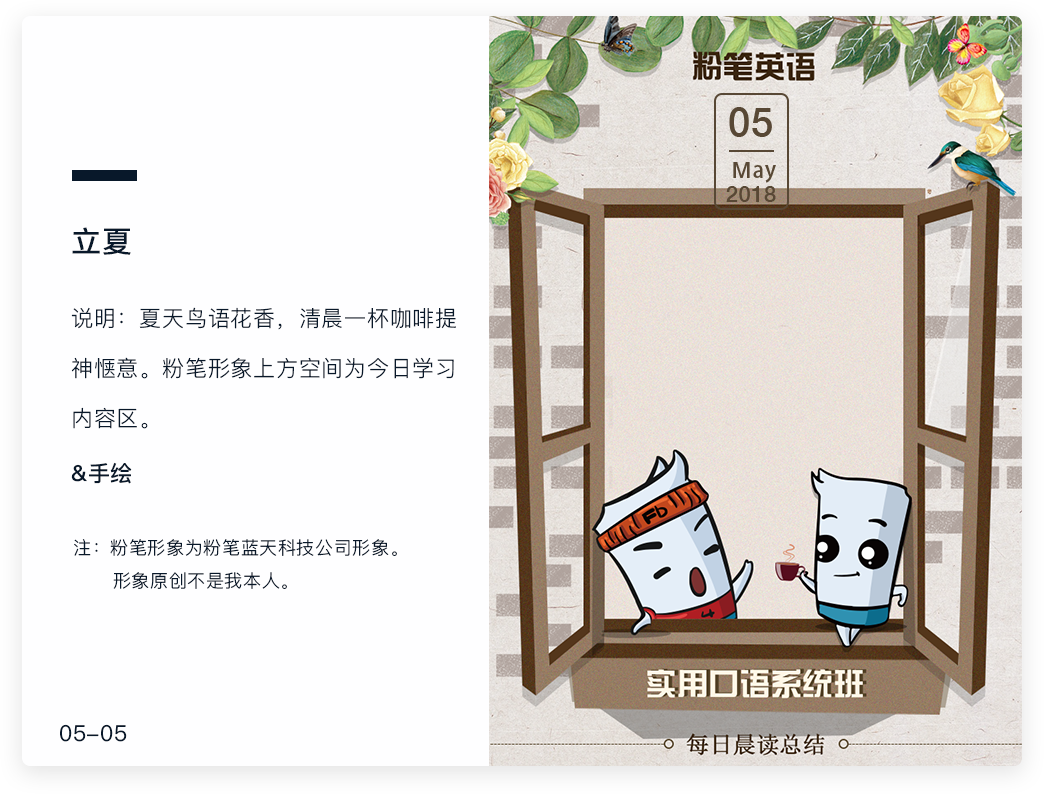 立夏
说明：夏天鸟语花香，清晨一杯咖啡提
神惬意。粉笔形象上方空间为今日学习
内容区。
&手绘
注：粉笔形象为粉笔蓝天科技公司形象。
形象原创不是我本人。
05-05
粉笔英语
05
May
2018
Fb
实用口语系统班
每日晨读总结